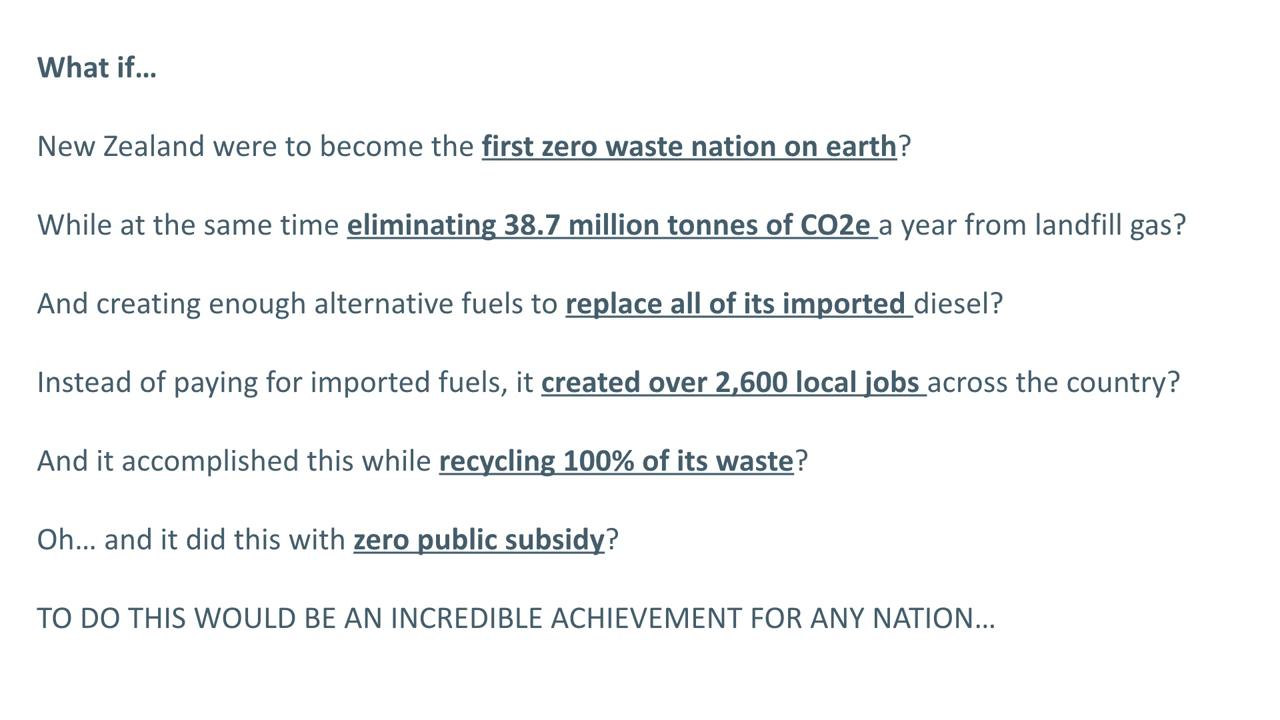 What if…
New Zealand were to become the first zero waste nation on earth?
While at the same time eliminating 38.7 million tonnes of CO2e a year from landfill gas?
And creating enough alternative fuels to replace all of its imported diesel?
Instead of paying for imported fuels, it created over 2,600 local jobs across the country?
And it accomplished this while recycling 100% of its waste?
Oh… and it did this with zero public subsidy?
TO DO THIS WOULD BE AN INCREDIBLE ACHIEVEMENT FOR ANY NATION…